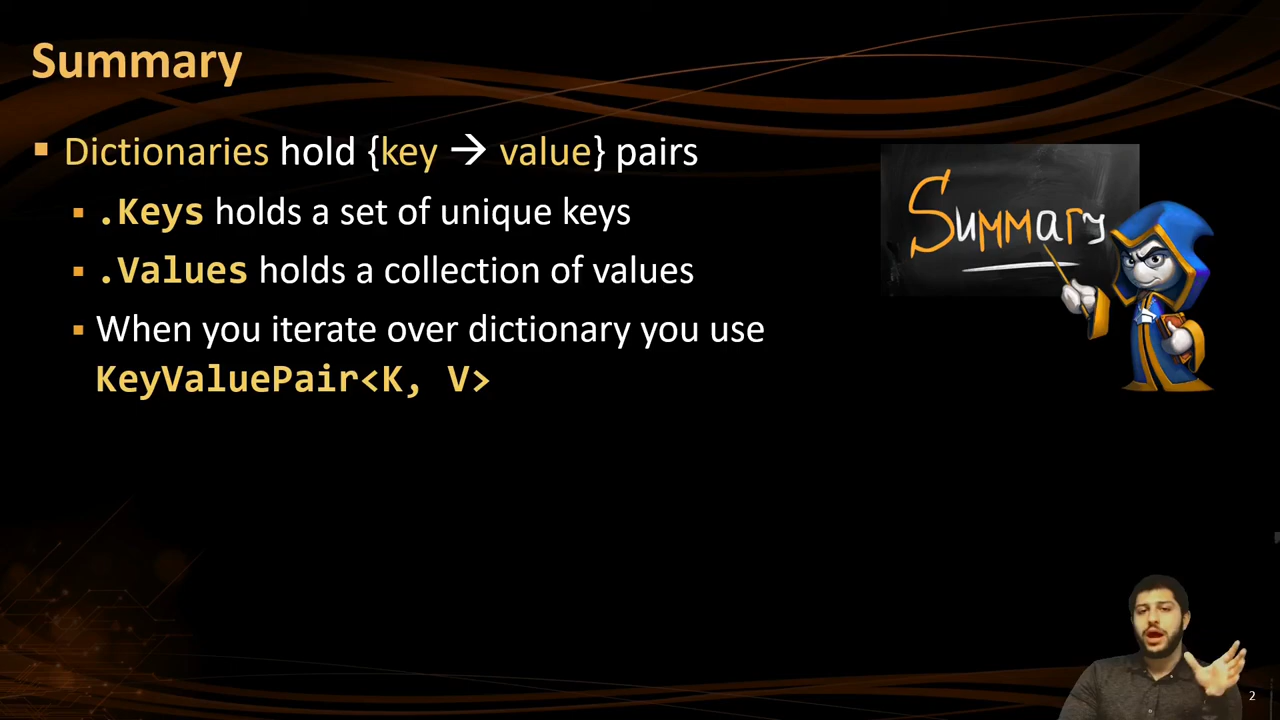 Summary
▪ Dictionaries hold {key → value} pairs
▪ .Keys holds a set of unique keys
▪ .Values holds a collection of values
▪ When you iterate over dictionary you use
KeyValuePair<K, V>
Summary
2